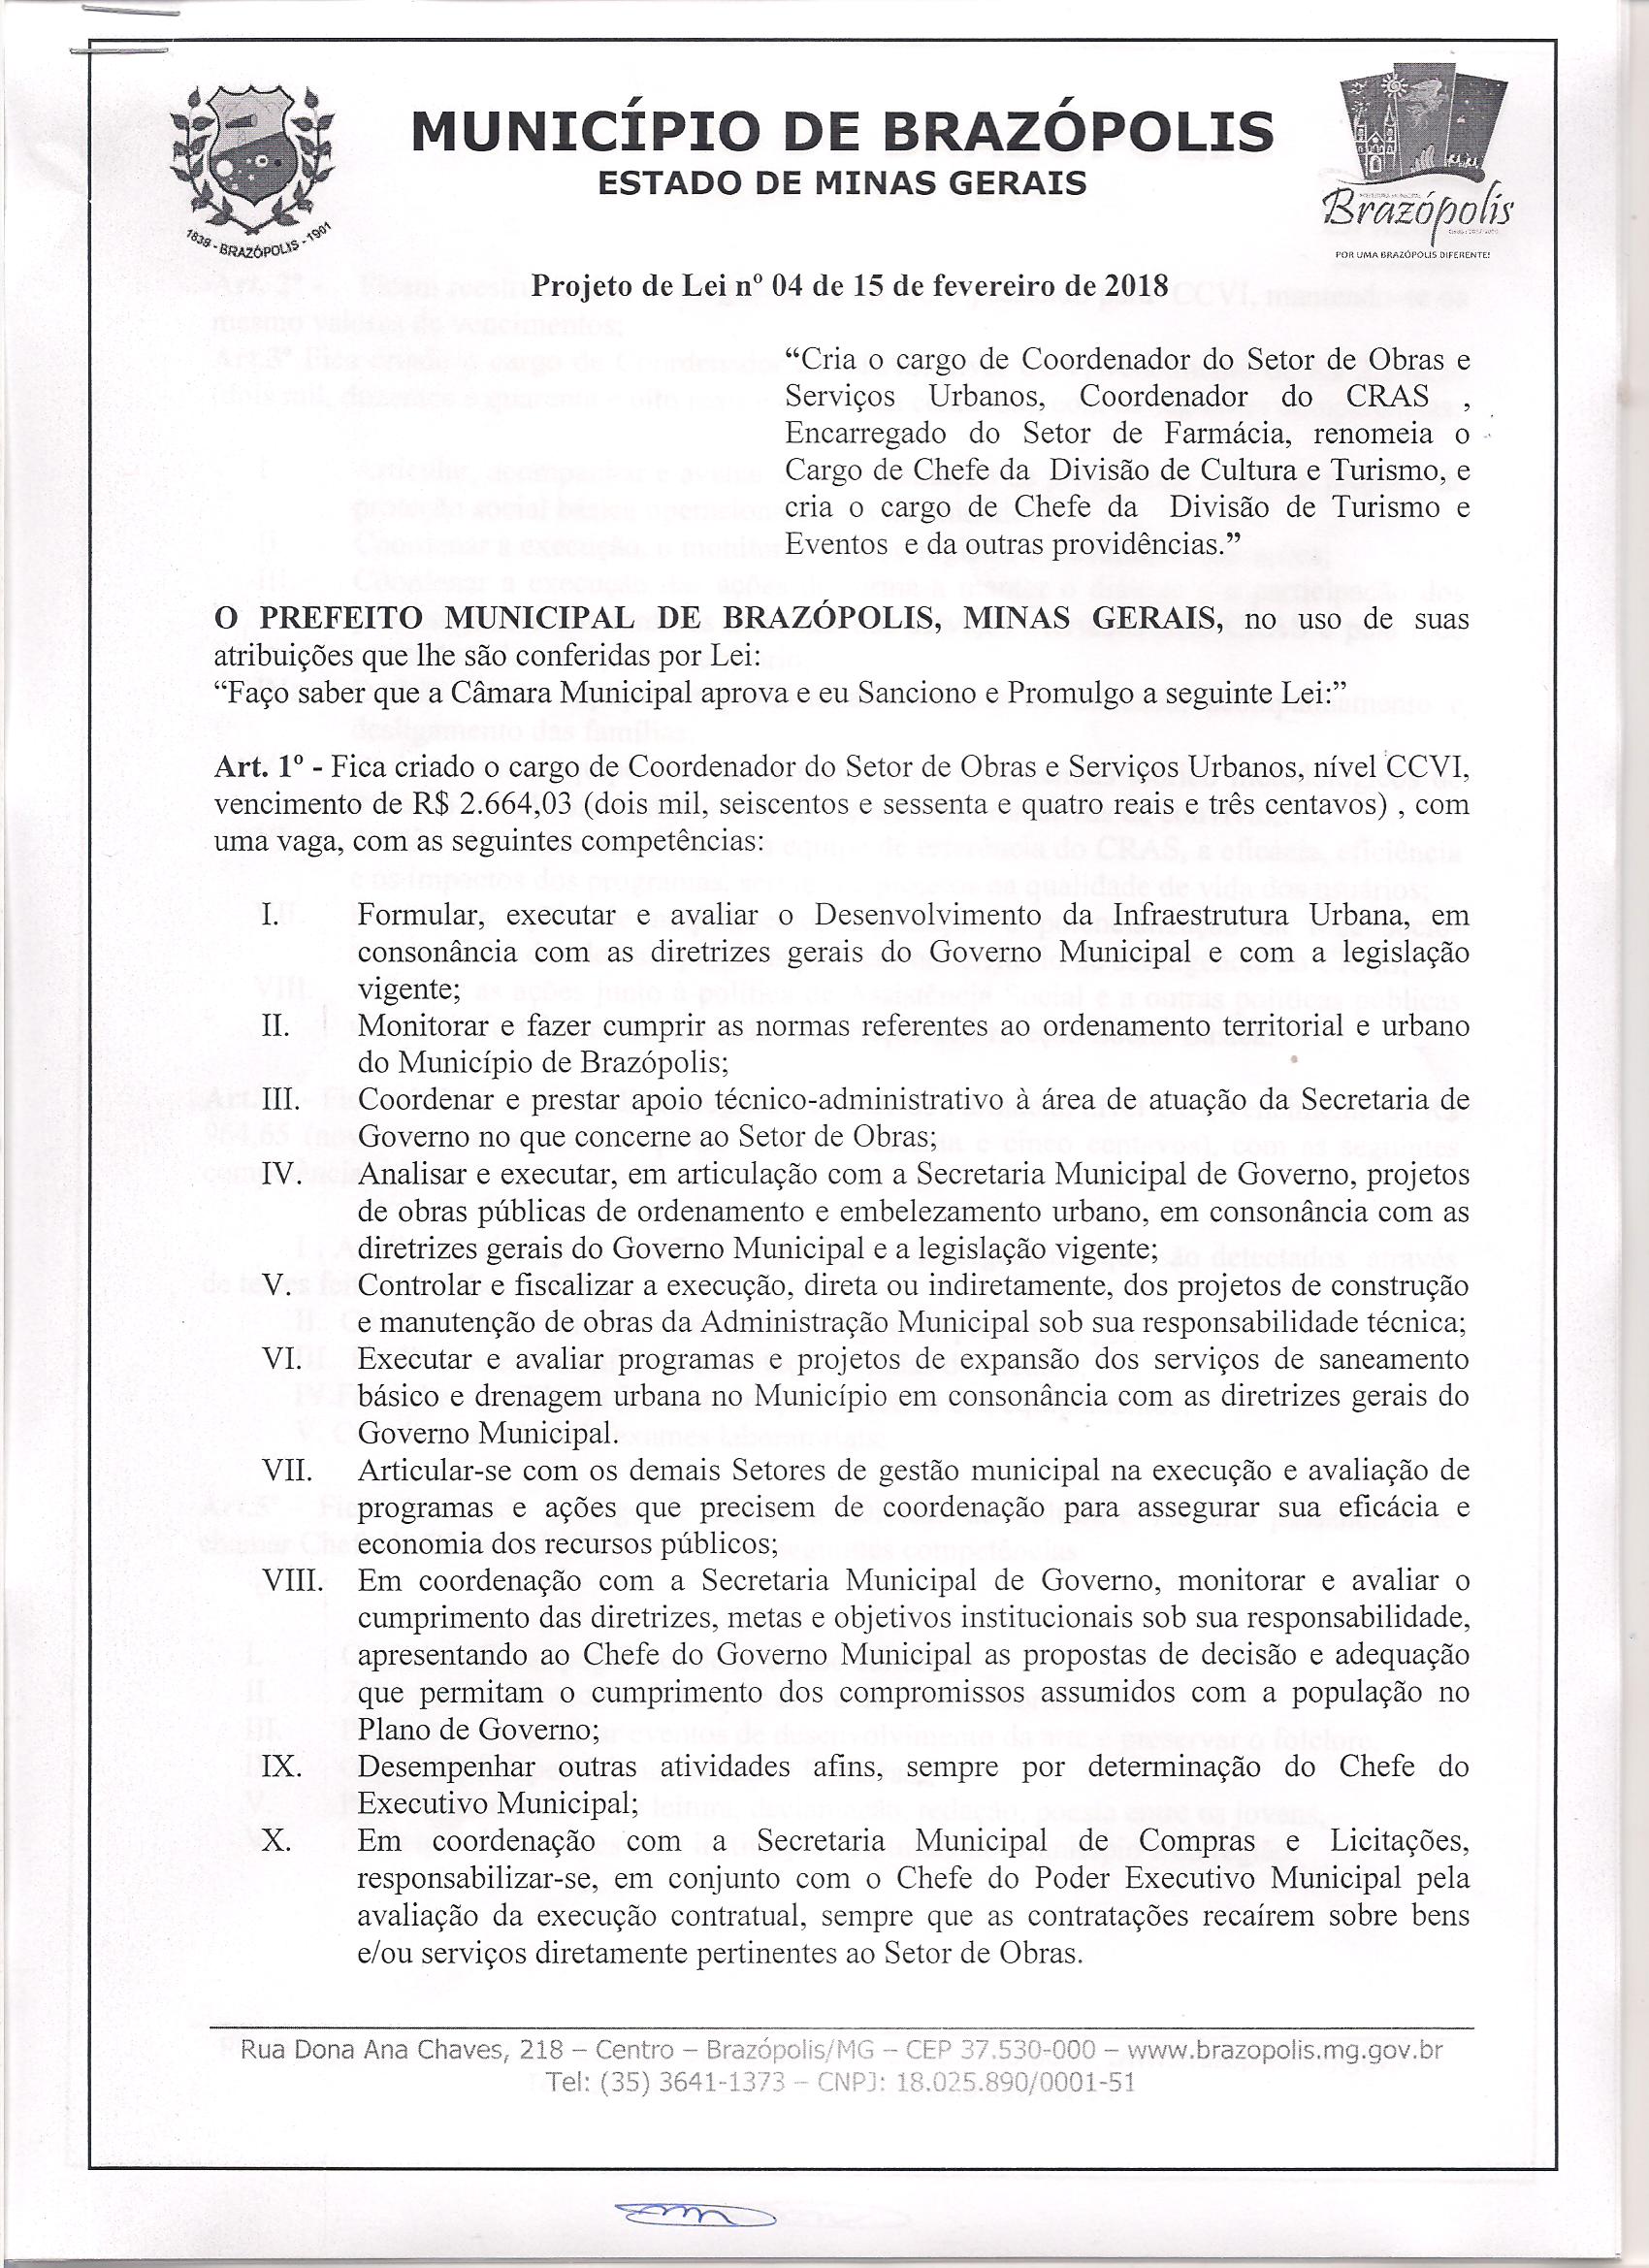 MUNICÍPIO DE BRAZÓPOLIS
ESTADO DE MINAS GERAIS
1838 - BRAZÓPOLIS - 1901
Brazópolis
POR UMA BRAZÓPOLIS DIFERENTE!
Projeto de Lei nº 04 de 15 de fevereiro de 2018
“Cria o cargo de Coordenador do Setor de Obras e
Serviços Urbanos, Coordenador do CRAS ,
Encarregado do Setor de Farmácia, renomeia o
Cargo de Chefe da Divisão de Cultura e Turismo, e
cria o cargo de Chefe da Divisão de Turismo e
Eventos e da outras providências.”
O PREFEITO MUNICIPAL DE BRAZÓPOLIS, MINAS GERAIS, no uso de suas
atribuições que lhe são conferidas por Lei:
“Faço saber que a Câmara Municipal aprova e eu Sanciono e Promulgo a seguinte Lei:”
Art. 1º - Fica criado o cargo de Coordenador do Setor de Obras e Serviços Urbanos, nível CCVI,
vencimento de R$ 2.664,03 (dois mil, seiscentos e sessenta e quatro reais e três centavos) , com
uma vaga, com as seguintes competências:
I. Formular, executar e avaliar o Desenvolvimento da Infraestrutura Urbana, em
consonância com as diretrizes gerais do Governo Municipal e com a legislação
vigente;
II. Monitorar e fazer cumprir as normas referentes ao ordenamento territorial e urbano
do Município de Brazópolis;
III. Coordenar e prestar apoio técnico-administrativo à área de atuação da Secretaria de
Governo no que concerne ao Setor de Obras;
IV. Analisar e executar, em articulação com a Secretaria Municipal de Governo, projetos
de obras públicas de ordenamento e embelezamento urbano, em consonância com as
diretrizes gerais do Governo Municipal e a legislação vigente;
V. Controlar e fiscalizar a execução, direta ou indiretamente, dos projetos de construção
e manutenção de obras da Administração Municipal sob sua responsabilidade técnica;
VI. Executar e avaliar programas e projetos de expansão dos serviços de saneamento
básico e drenagem urbana no Município em consonância com as diretrizes gerais do
Governo Municipal.
VII. Articular-se com os demais Setores de gestão municipal na execução e avaliação de
programas e ações que precisem de coordenação para assegurar sua eficácia e
economia dos recursos públicos;
VIII. Em coordenação com a Secretaria Municipal de Governo, monitorar e avaliar o
cumprimento das diretrizes, metas e objetivos institucionais sob sua responsabilidade,
apresentando ao Chefe do Governo Municipal as propostas de decisão e adequação
que permitam o cumprimento dos compromissos assumidos com a população no
Plano de Governo;
IX. Desempenhar outras atividades afins, sempre por determinação do Chefe do
Executivo Municipal;
X. Em coordenação com a Secretaria Municipal de Compras e Licitações,
responsabilizar-se, em conjunto com o Chefe do Poder Executivo Municipal pela
avaliação da execução contratual, sempre que as contratações recaírem sobre bens
e/ou serviços diretamente pertinentes ao Setor de Obras.
Rua Dona Ana Chaves, 218 – Centro – Brazópolis/MG – CEP 37.530-000 – www.brazopolis.mg.gov.br
Tel: (35) 3641-1373 – CNPJ: 18.025.890/0001-51